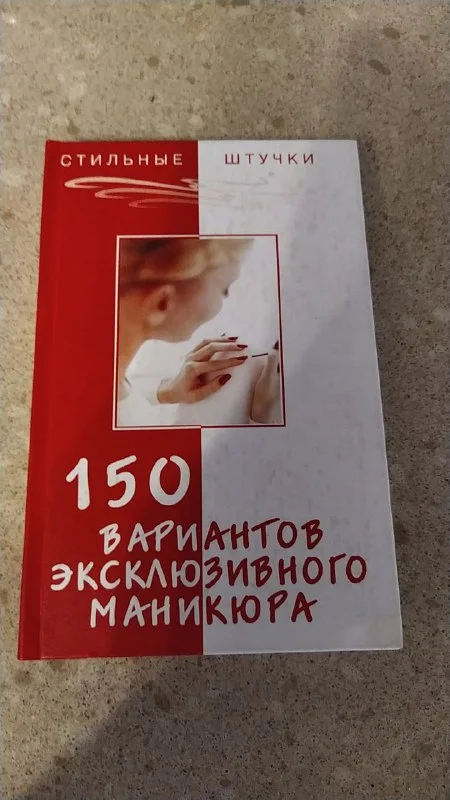 СТИЛЬНЫЕ ШТУЧКИ
150
ВАРИАНТОВ
ЭКСКЛЮЗИВНОГО
МАНИКЮРА